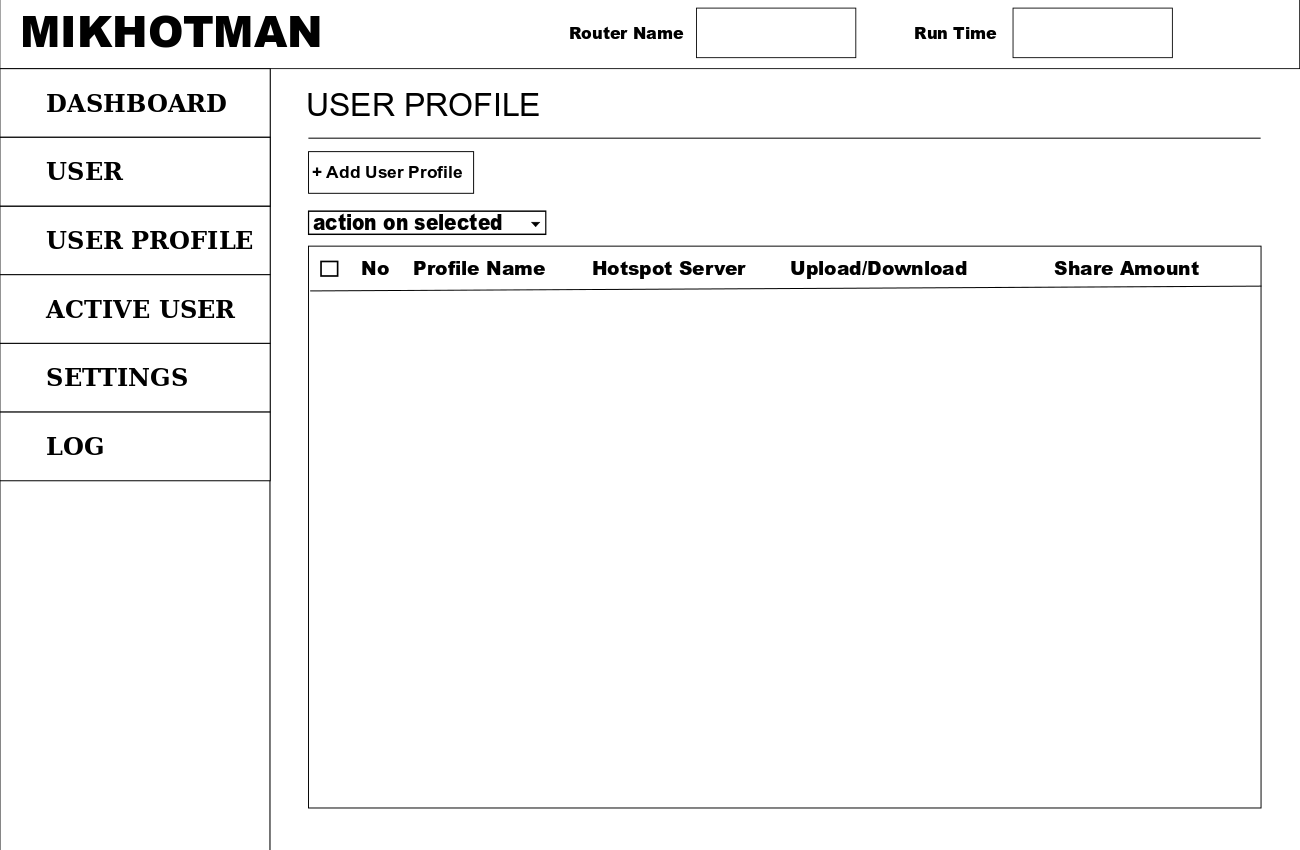 MIKHOTMAN
Router Name
Run Time
DASHBOARD
USER
USER PROFILE
ACTIVE USER
SETTINGS
LOG
USER PROFILE
+ Add User Profile
action on selected
No Profile Name Hotspot Server Upload/Download Share Amount